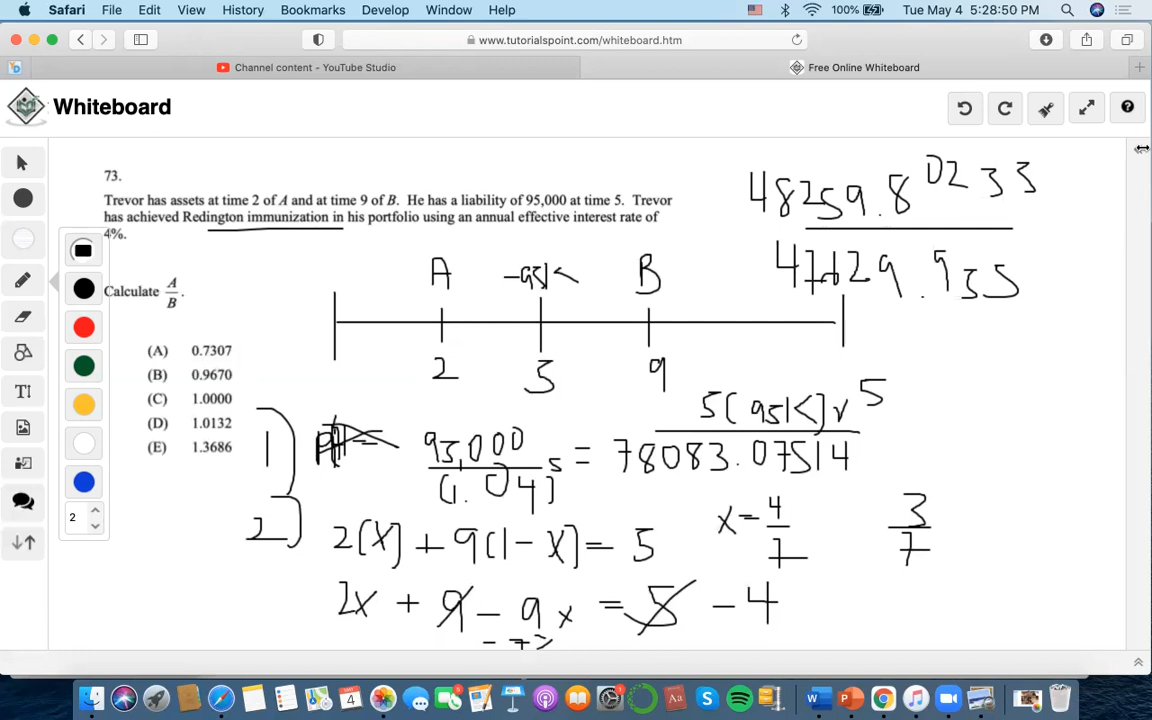 Safari File Edit View History Bookmarks Develop Window Help 100% Tue May 4 5:28:50 PM
www.tutorialspoint.com/whiteboard.htm
Channel content - YouTube Studio
Free Online Whiteboard
Whiteboard
73.
Trevor has assets at time 2 of A and at time 9 of B. He has a liability of 95,000 at time 5. Trevor
has achieved Redington immunization in his portfolio using an annual effective interest rate of
4%.
Calculate A/B.
(A) 0.7307
(B) 0.9670
(C) 1.0000
(D) 1.0132
(E) 1.3686
48259.80233
A -95K B
2 5 9
5(95K)v^5
1) 95,000/(1.04)^5 = 78083.07514
2) 2(x) + 9(1-x) = 5
x = 4/7
3/7
2x + 9 - 9x = 5 - 4
T
2